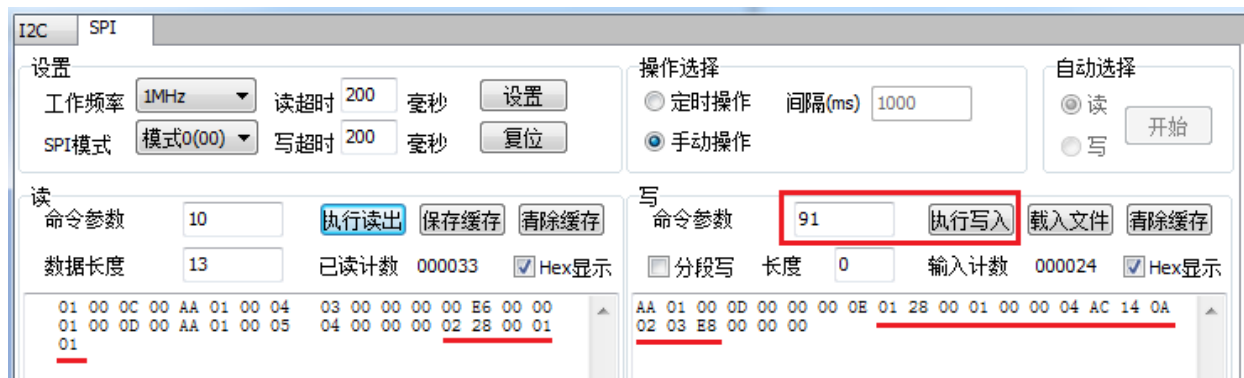 I2C SPI
设置
工作频率 1MHz 读超时 200 毫秒 设置
SPI模式 模式0(00) 写超时 200 毫秒 复位
操作选择
定时操作 间隔(ms) 1000
手动操作
自动选择
读
写
开始
读
命令参数 10 执行读出 保存缓存 清除缓存
数据长度 13 已读计数 000033 Hex显示
01 00 0C 00 AA 01 00 04 03 00 00 00 00 E6 00 00
01 00 0D 00 AA 01 00 05 04 00 00 00 02 28 00 01
01
写
命令参数 91 执行写入 载入文件 清除缓存
分段写 长度 0 输入计数 000024 Hex显示
AA 01 00 0D 00 00 00 0E 01 28 00 01 00 00 04 AC 14 0A
02 03 E8 00 00 00